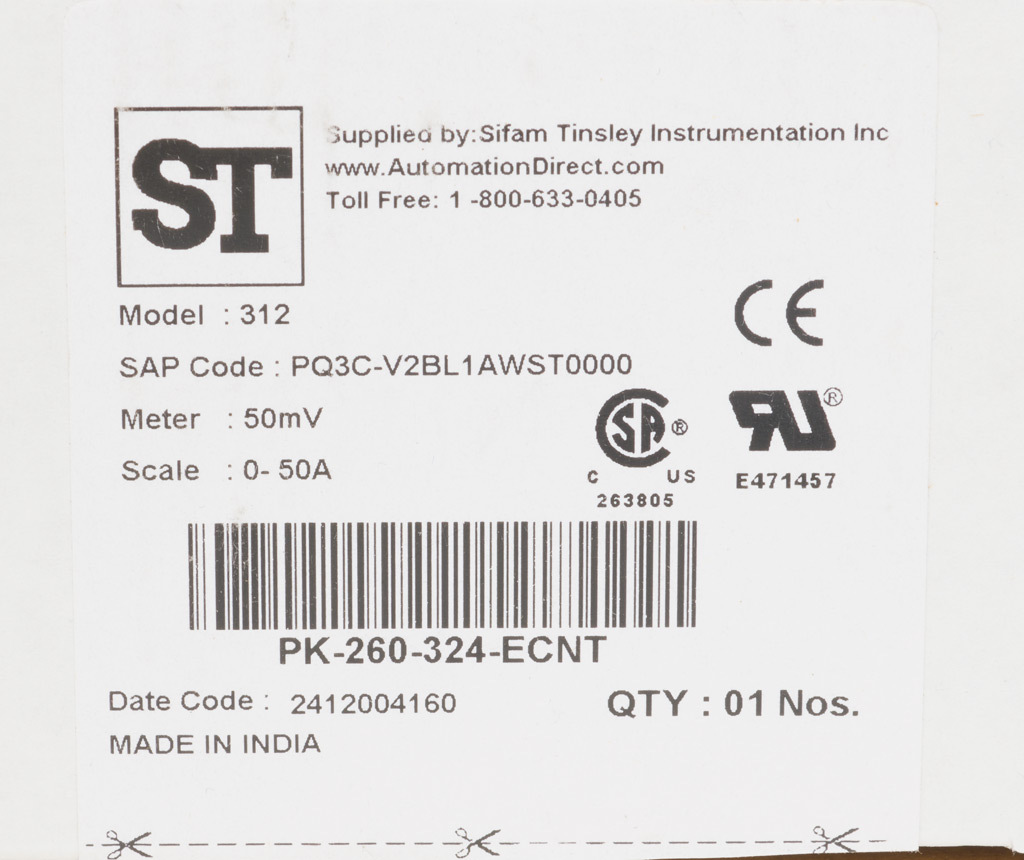 ST
Supplied by:Sifam Tinsley Instrumentation Inc
www.AutomationDirect.com
Toll Free: 1 -800-633-0405
Model : 312
SAP Code : PQ3C-V2BL1AWST0000
Meter : 50mV
Scale : 0- 50A
CE
SA ®
C US
263805
RU ®
E471457
PK-260-324-ECNT
Date Code : 2412004160
QTY : 01 Nos.
MADE IN INDIA